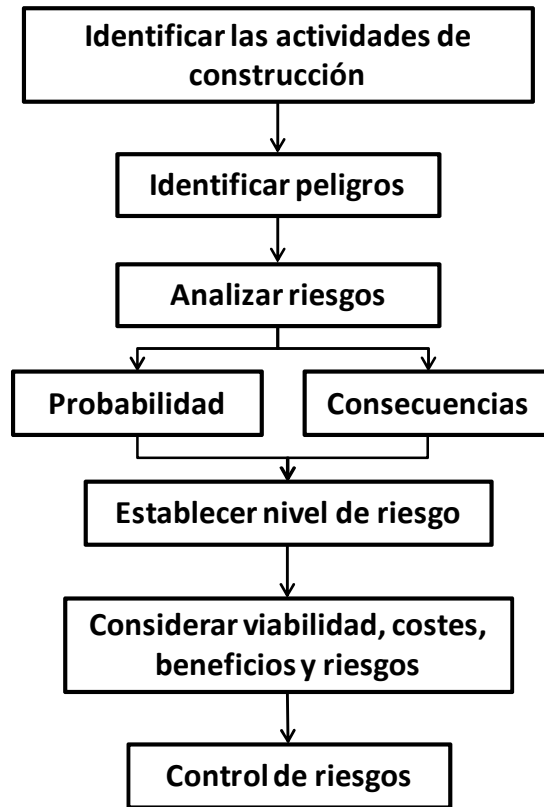 Identificar las actividades de
construcción
Identificar peligros
Analizar riesgos
Probabilidad
Consecuencias
Establecer nivel de riesgo
Considerar viabilidad, costes,
beneficios y riesgos
Control de riesgos